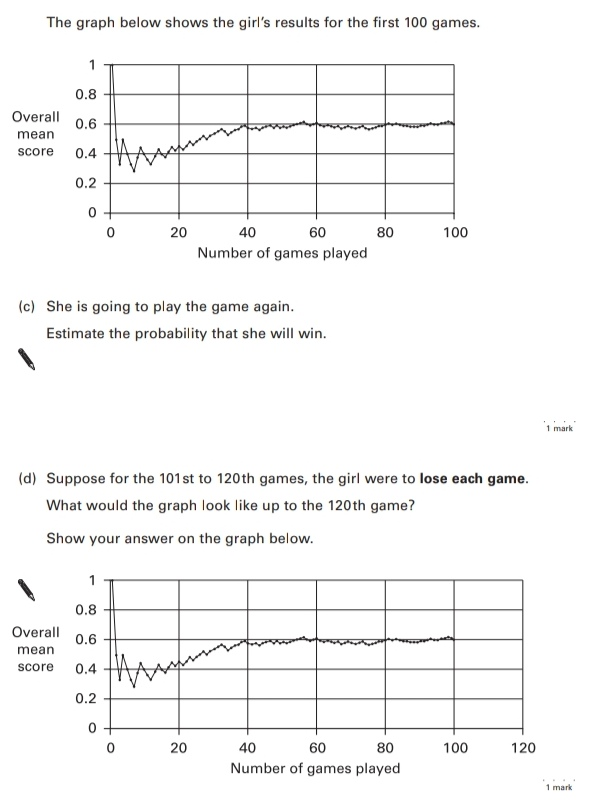 The graph below shows the girl's results for the first 100 games.
1
0.8
Overall
mean
score
0.6
0.4
0.2
0
0 20 40 60 80 100
Number of games played
(c) She is going to play the game again.
Estimate the probability that she will win.
1 mark
(d) Suppose for the 101st to 120th games, the girl were to lose each game.
What would the graph look like up to the 120th game?
Show your answer on the graph below.
1
0.8
Overall
mean
score
0.6
0.4
0.2
0
0 20 40 60 80 100 120
Number of games played
1 mark